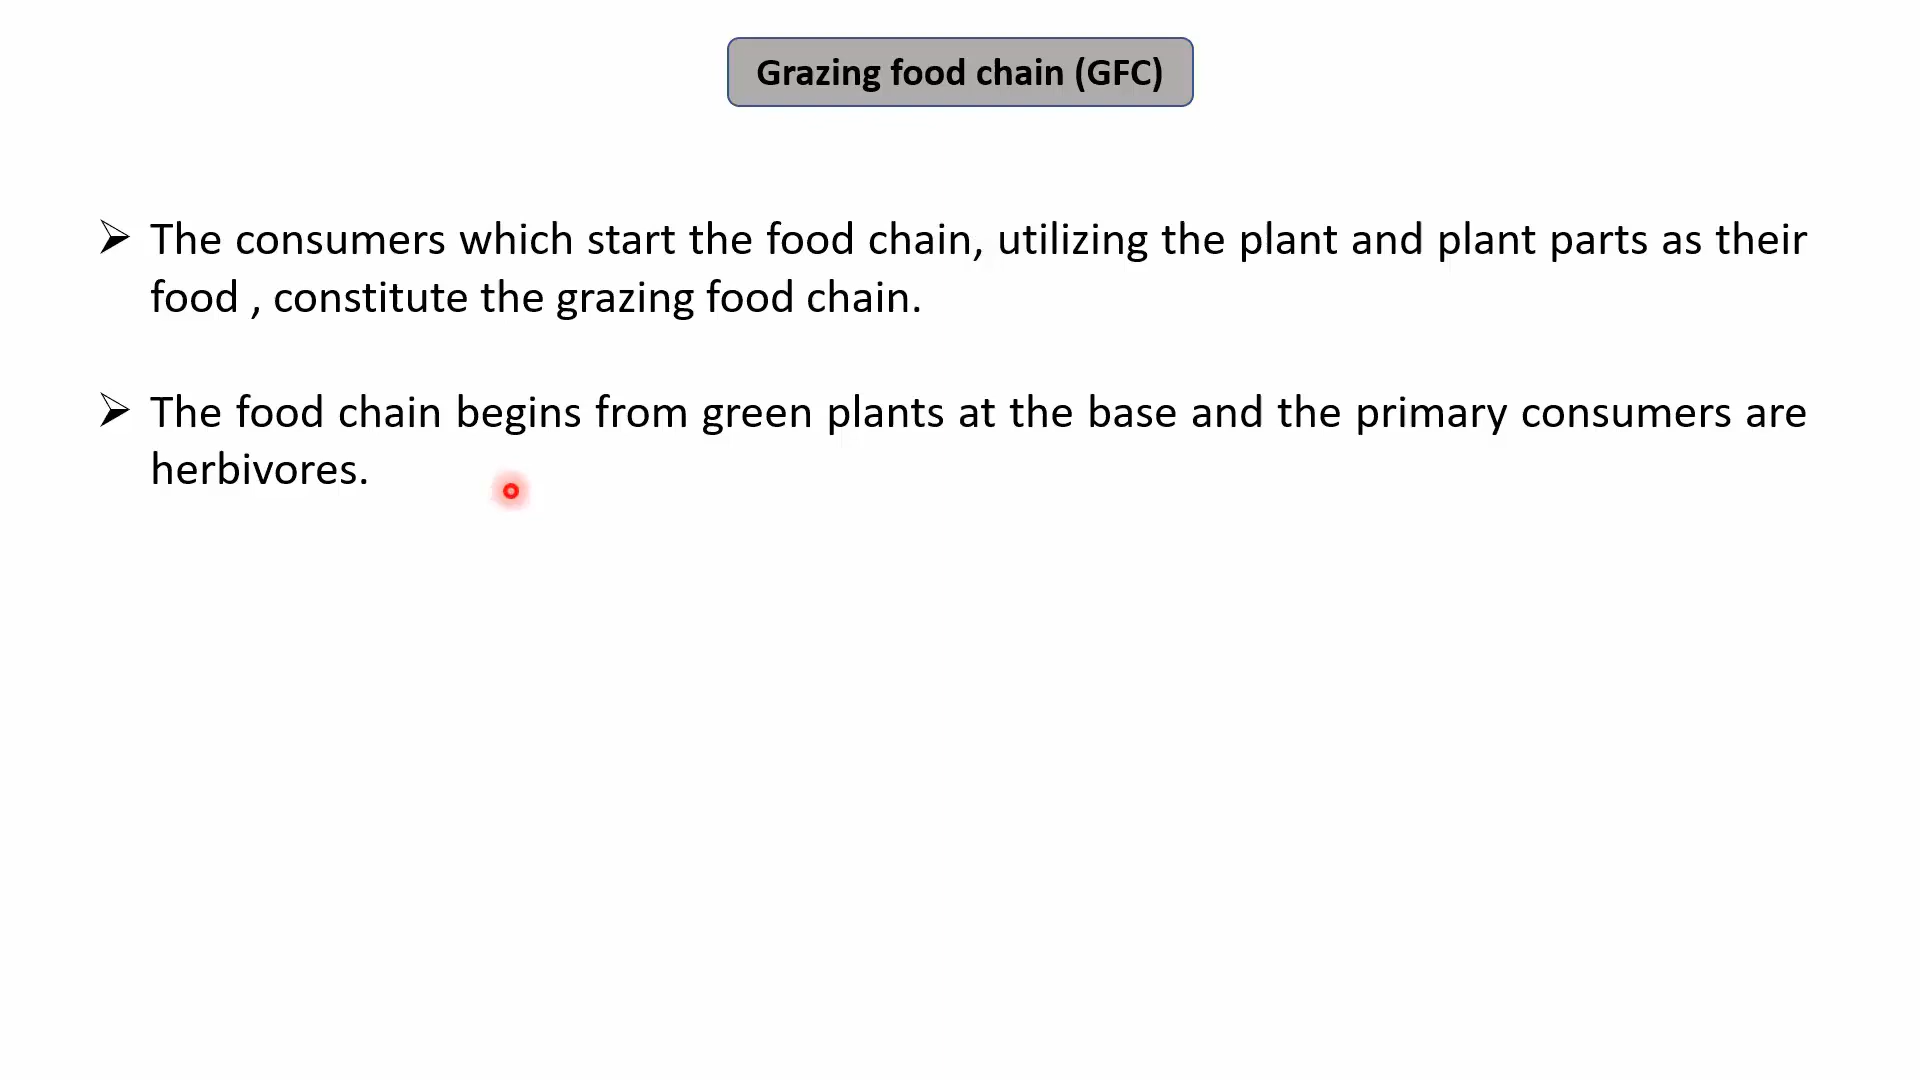 Grazing food chain (GFC)
➢ The consumers which start the food chain, utilizing the plant and plant parts as their
food , constitute the grazing food chain.
➢ The food chain begins from green plants at the base and the primary consumers are
herbivores.